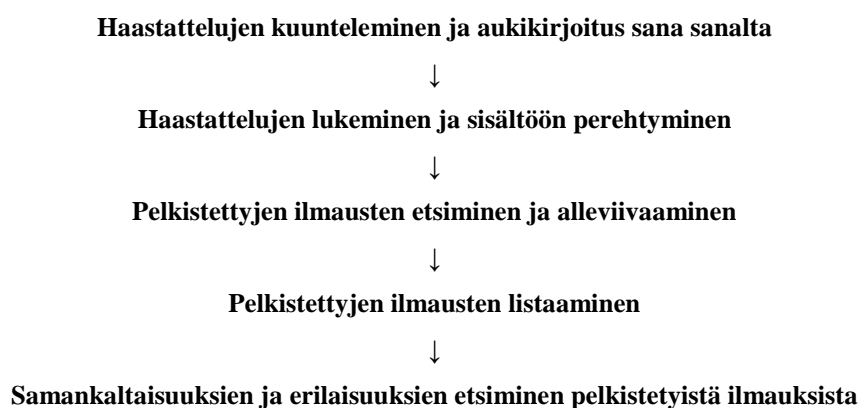 Haastattelujen kuunteleminen ja aukikirjoitus sana sanalta
↓
Haastattelujen lukeminen ja sisältöön perehtyminen
↓
Pelkistettyjen ilmausten etsiminen ja alleviivaaminen
↓
Pelkistettyjen ilmausten listaaminen
↓
Samankaltaisuuksien ja erilaisuuksien etsiminen pelkistetyistä ilmauksista